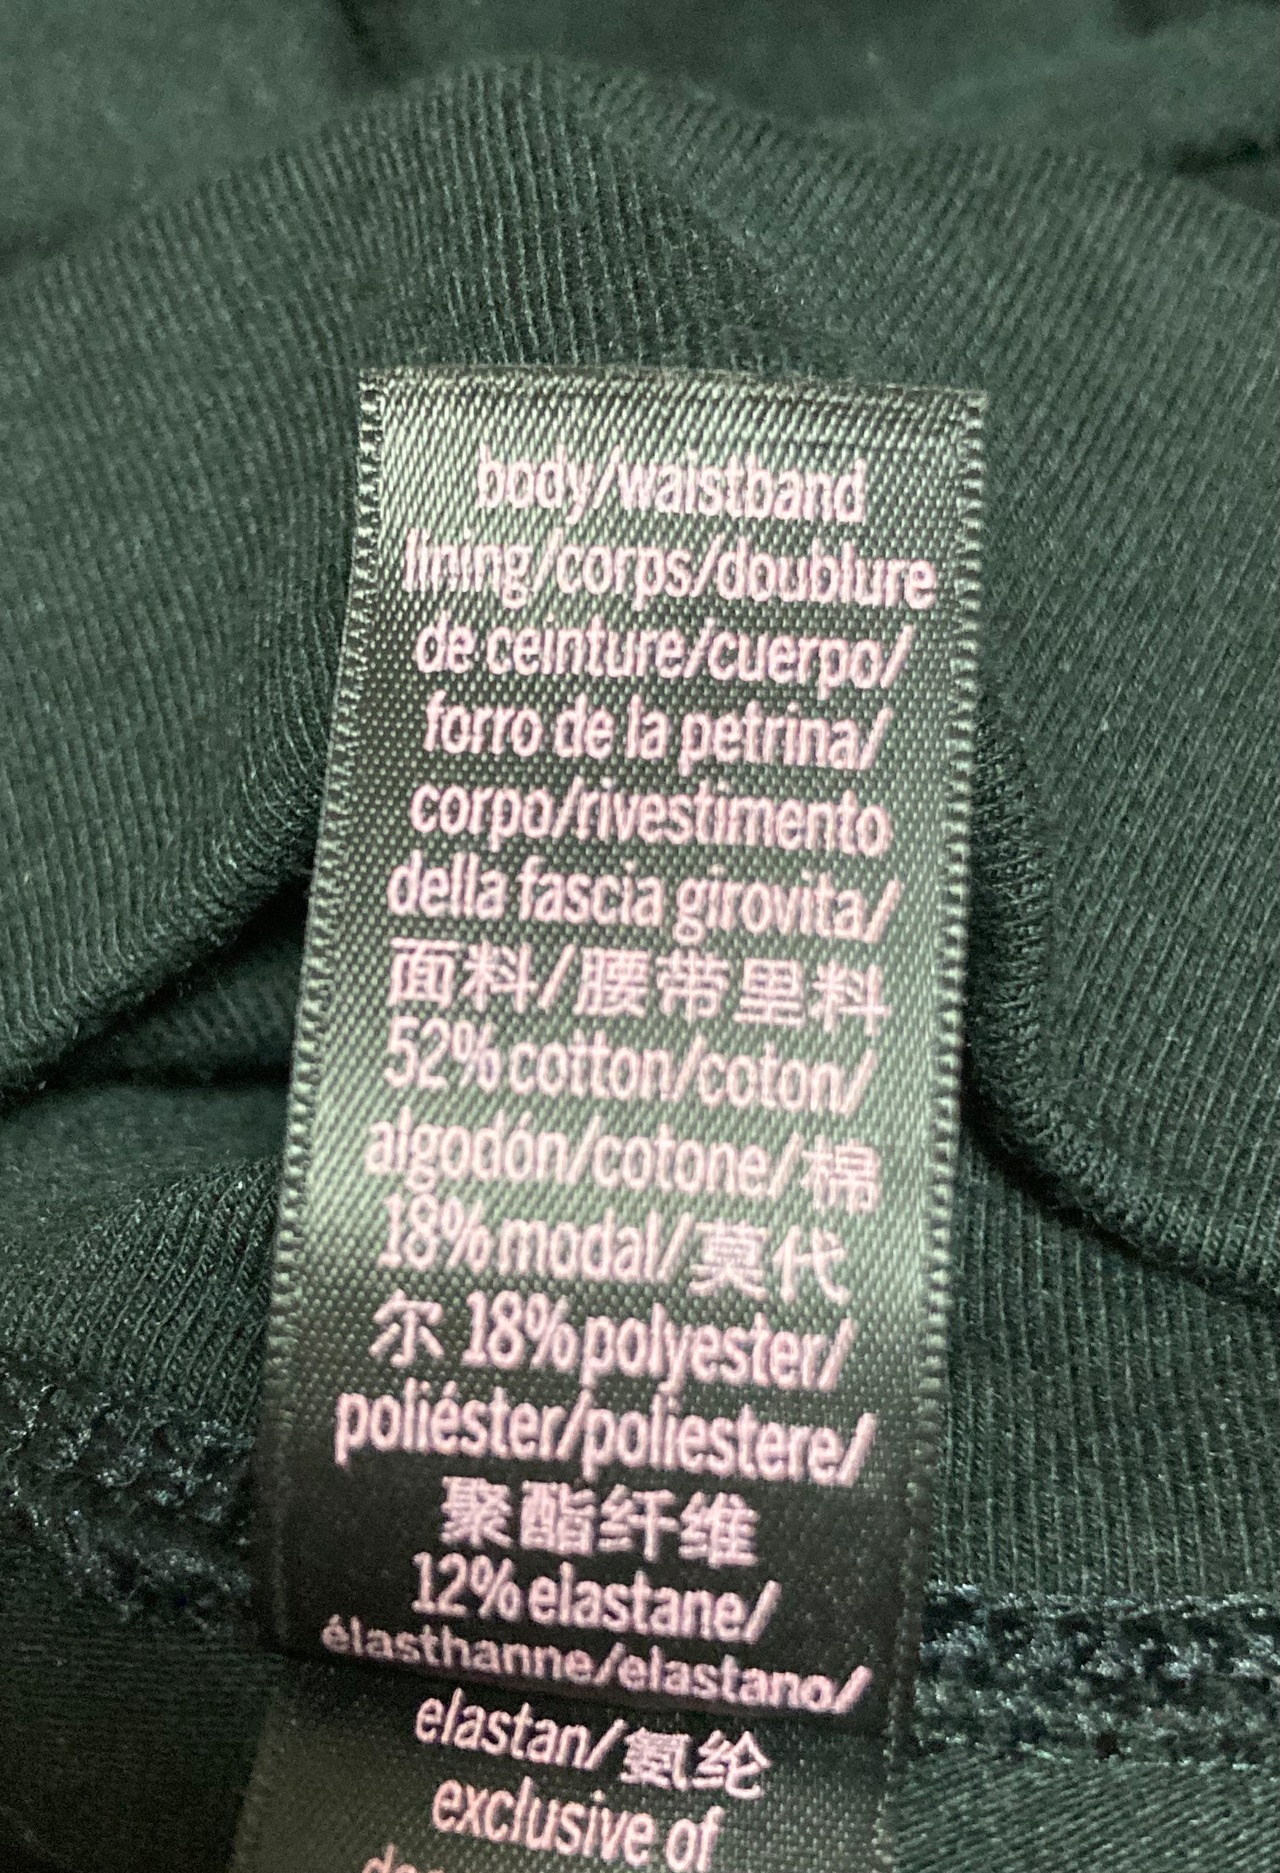 body/waistband
lining/corps/doublure
de ceinture/cuerpo/
forro de la petrina/
corpo/rivestimento
della fascia girovita/
面料/腰带里料
52% cotton/coton/
algodón/cotone/棉
18% modal/莫代
尔 18% polyester/
poliéster/poliestere/
聚酯纤维
12% elastane/
élasthanne/elastano/
elastan/氨纶
exclusive of